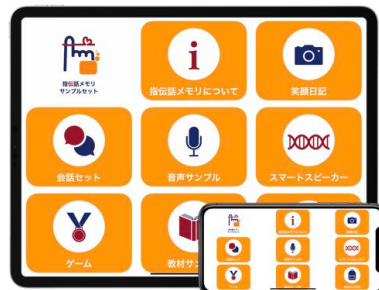 指伝話メモリ
サンプルセット
指伝話メモリについて
笑顔日記
会話セット
音声サンプル
スマートスピーカー
ゲーム
教材サン